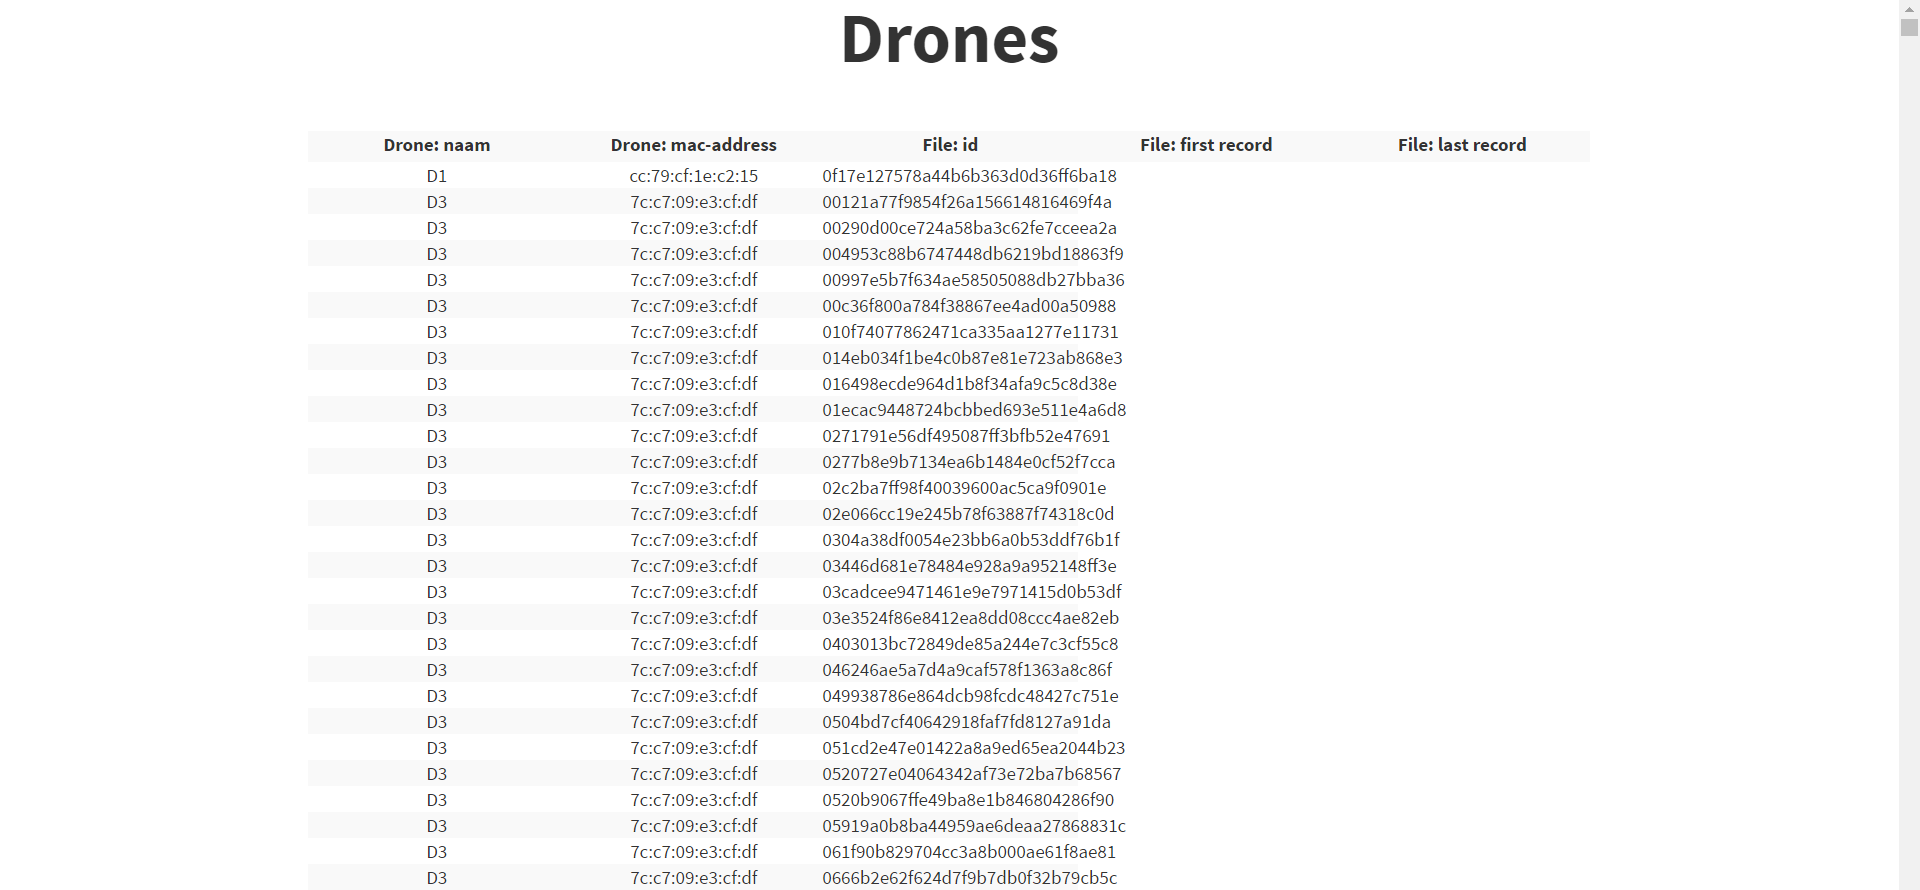 Drones
Drone: naam Drone: mac-address File: id File: first record File: last record
D1 cc:79:cf:1e:c2:15 0f17e127578a44b6b363d0d36ff6ba18
D3 7c:c7:09:e3:cf:df 00121a77f9854f26a156614816469f4a
D3 7c:c7:09:e3:cf:df 00290d00ce724a58ba3c62fe7cceea2a
D3 7c:c7:09:e3:cf:df 004953c88b6747448db6219bd18863f9
D3 7c:c7:09:e3:cf:df 00997e5b7f634ae58505088db27bba36
D3 7c:c7:09:e3:cf:df 00c36f800a784f38867ee4ad00a50988
D3 7c:c7:09:e3:cf:df 010f74077862471ca335aa1277e11731
D3 7c:c7:09:e3:cf:df 014eb034f1be4c0b87e81e723ab868e3
D3 7c:c7:09:e3:cf:df 016498ecde964d1b8f34afa9c5c8d38e
D3 7c:c7:09:e3:cf:df 01ecac9448724bcbbed693e511e4a6d8
D3 7c:c7:09:e3:cf:df 0271791e56df495087ff3bfb52e47691
D3 7c:c7:09:e3:cf:df 0277b8e9b7134ea6b1484e0cf52f7cca
D3 7c:c7:09:e3:cf:df 02c2ba7ff98f40039600ac5ca9f0901e
D3 7c:c7:09:e3:cf:df 02e066cc19e245b78f63887f74318c0d
D3 7c:c7:09:e3:cf:df 0304a38df0054e23bb6a0b53ddf76b1f
D3 7c:c7:09:e3:cf:df 03446d681e78484e928a9a952148ff3e
D3 7c:c7:09:e3:cf:df 03cadcee9471461e9e7971415d0b53df
D3 7c:c7:09:e3:cf:df 03e3524f86e8412ea8dd08ccc4ae82eb
D3 7c:c7:09:e3:cf:df 0403013bc72849de85a244e7c3cf55c8
D3 7c:c7:09:e3:cf:df 046246ae5a7d4a9caf578f1363a8c86f
D3 7c:c7:09:e3:cf:df 049938786e864dcb98fcdc48427c751e
D3 7c:c7:09:e3:cf:df 0504bd7cf40642918faf7fd8127a91da
D3 7c:c7:09:e3:cf:df 051cd2e47e01422a8a9ed65ea2044b23
D3 7c:c7:09:e3:cf:df 0520727e04064342af73e72ba7b68567
D3 7c:c7:09:e3:cf:df 0520b9067ffe49ba8e1b846804286f90
D3 7c:c7:09:e3:cf:df 05919a0b8ba44959ae6deaa27868831c
D3 7c:c7:09:e3:cf:df 061f90b829704cc3a8b000ae61f8ae81
D3 7c:c7:09:e3:cf:df 0666b2e62f624d7f9b7db0f32b79cb5c